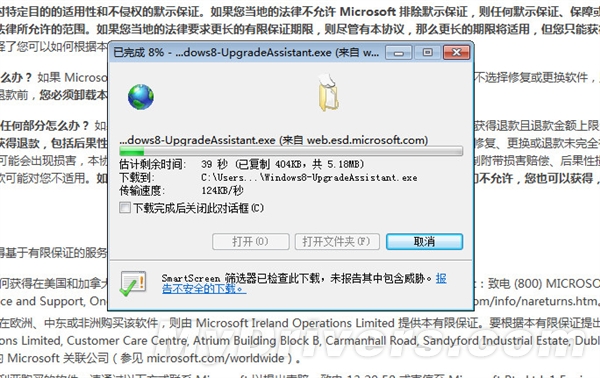 时特定目的的适用性和不侵权的默示保证。如果您当地的法律不允许 Microsoft 排除默示保证，则任何默示保证、保障或
法律所允许的范围。如果您当地的法律要求更长的有保证期限，则尽管有本协议，那么更长的期限将适用，但您只能获得
择了您可以如何根据本
已完成 8% - ...dows8-UpgradeAssistant.exe (来自 w...
么办？ 如果 Microso
不选择修复或更换软件，
退款前，您必须卸载本
...dows8-UpgradeAssistant.exe (来自 web.esd.microsoft.com)
任何部分怎么办？ 如
获得退款且退款金额上限
获得退款，包括后果性
修复、更换或退款未完全
估计剩余时间： 39 秒 (已复制 404KB，共 5.18MB)
可能会出现损害，本协
制附带损害赔偿、后果性
下载到： C:\Users...\Windows8-UpgradeAssistant.exe
款可能对您不适用。如
不允许，您也可以获得
传输速度： 124KB/秒
下载完成后关闭此对话框(C)
打开(O) 打开文件夹(F) 取消
得基于有限保证的服务
SmartScreen 筛选器已检查此下载，未报告其中包含威胁。报
告不安全的下载。
何获得在美国和加拿大
：致电 (800) MICROSO
ice and Support, One
com/info/nareturns.htm,
在欧洲、中东或非洲购买该软件，则由 Microsoft Ireland Operations Limited 提供本有限保证。要根据本有限保证提出
ions Limited, Customer Care Centre, Atrium Building Block B, Carmanhall Road, Sandyford Industrial Estate, Dubl
的 Microsoft 关联公司 ( 参见 microsoft.com/worldwide ) 。
MyDrivers.com